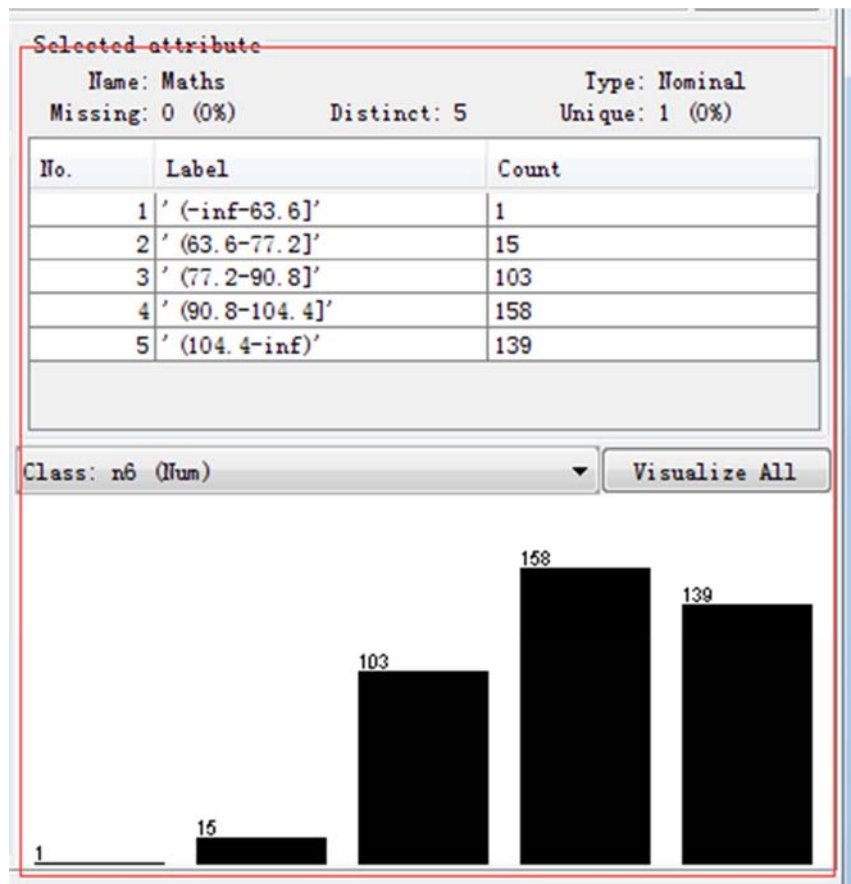 Selected attribute
Name: Maths Type: Nominal
Missing: 0 (0%) Distinct: 5 Unique: 1 (0%)
No. Label Count
1 '(-inf-63.6]' 1
2 '(63.6-77.2]' 15
3 '(77.2-90.8]' 103
4 '(90.8-104.4]' 158
5 '(104.4-inf)' 139
Class: n6 (Num) Visualize All
158
139
103
15
1